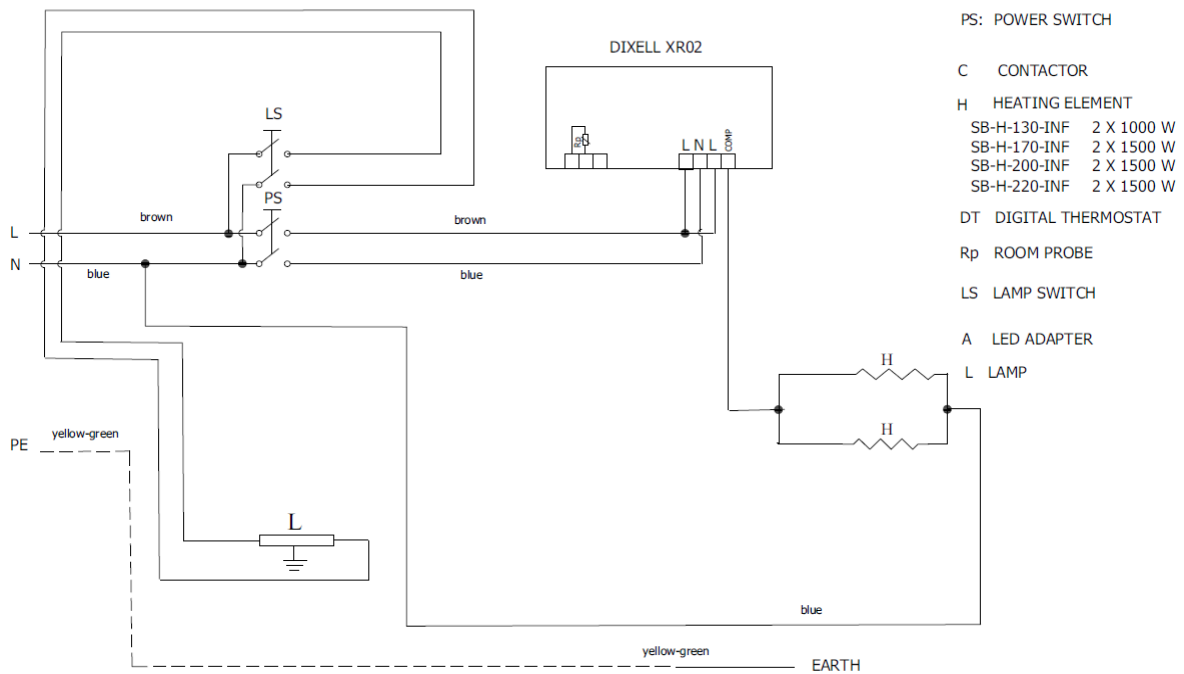 PS: POWER SWITCH
DIXELL XR02
C CONTACTOR
H HEATING ELEMENT
SB-H-130-INF 2 X 1000 W
SB-H-170-INF 2 X 1500 W
SB-H-200-INF 2 X 1500 W
SB-H-220-INF 2 X 1500 W
LS
Rp
L N L COMP
PS
DT DIGITAL THERMOSTAT
brown
brown
L
Rp ROOM PROBE
N
blue
blue
LS LAMP SWITCH
A LED ADAPTER
H
L LAMP
H
yellow-green
PE
L
blue
yellow-green
EARTH